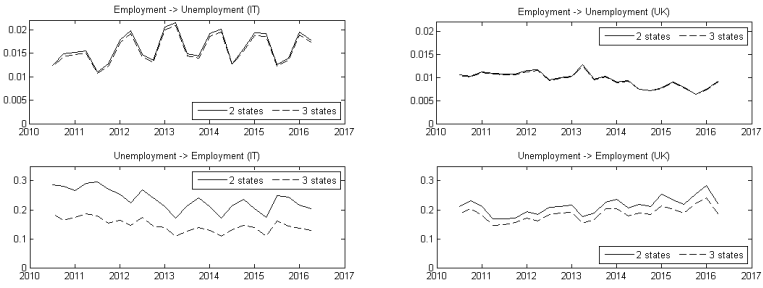 Employment -> Unemployment (IT)
0.02
0.015
0.01
0.005
0
2 states
3 states
2010 2011 2012 2013 2014 2015 2016 2017
Employment -> Unemployment (UK)
0.02
0.015
0.01
0.005
0
2 states
3 states
2010 2011 2012 2013 2014 2015 2016 2017
Unemployment -> Employment (IT)
0.3
0.2
0.1
0
2 states
3 states
2010 2011 2012 2013 2014 2015 2016 2017
Unemployment -> Employment (UK)
0.3
0.2
0.1
0
2 states
3 states
2010 2011 2012 2013 2014 2015 2016 2017